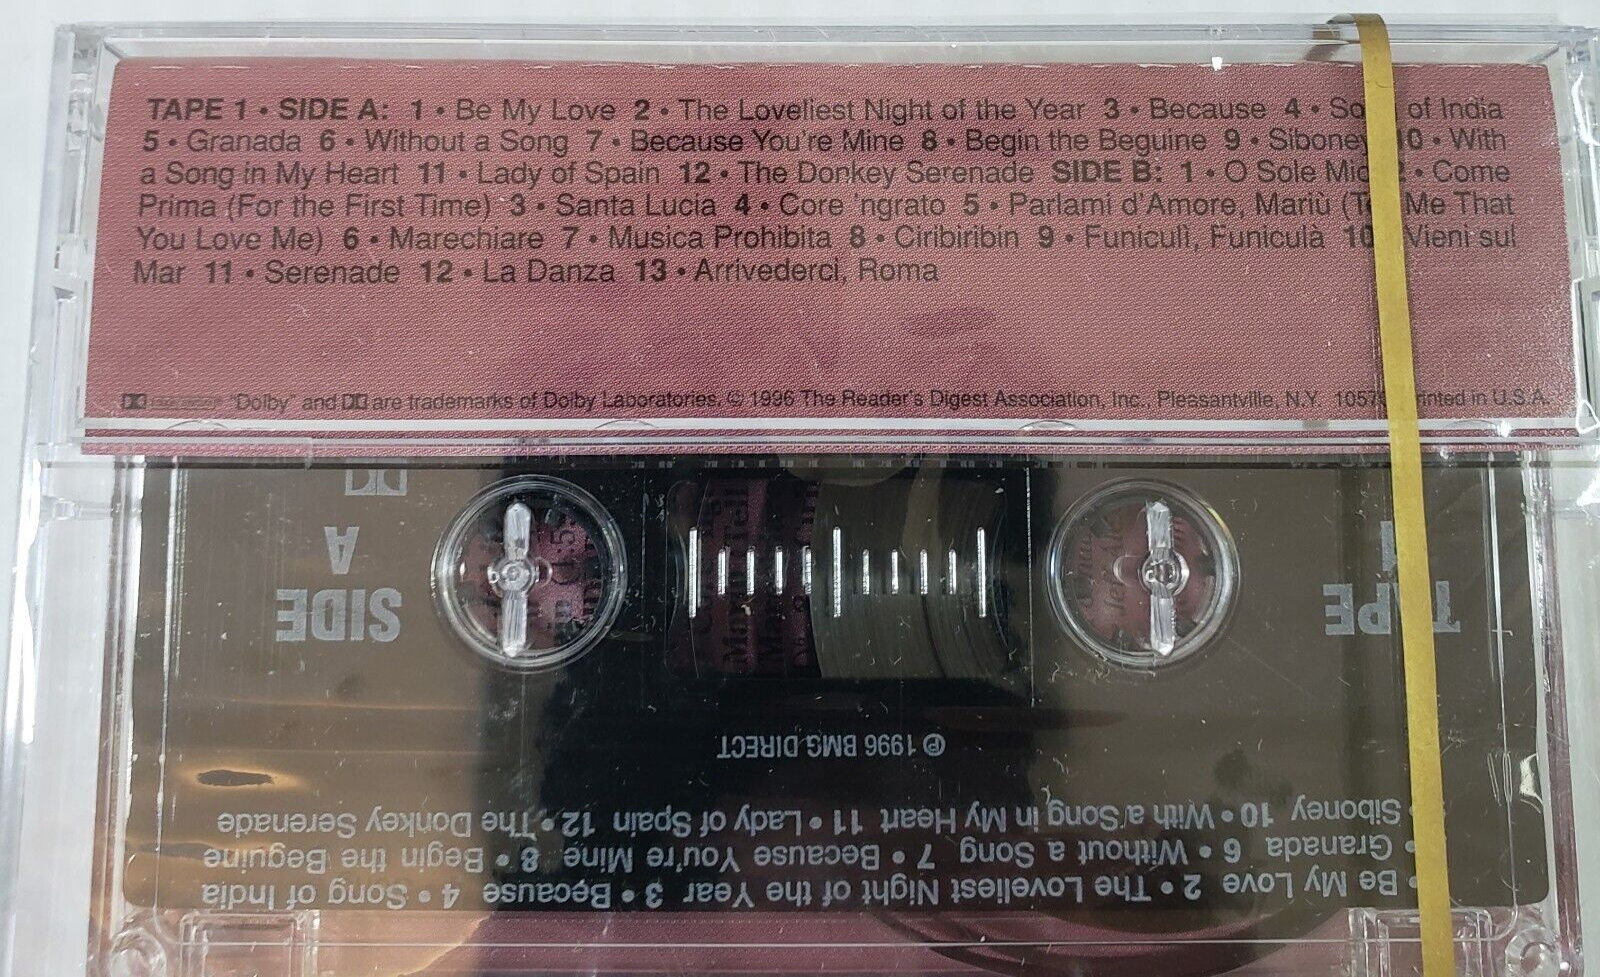 TAPE 1 • SIDE A: 1 • Be My Love 2 • The Loveliest Night of the Year 3 • Because 4 • So of India
5 • Granada 6 • Without a Song 7 • Because You're Mine 8 • Begin the Beguine 9 • Siboney 10 • With
a Song in My Heart 11 • Lady of Spain 12 • The Donkey Serenade SIDE B: 1 • O Sole Mio 2 • Come
Prima (For the First Time) 3 • Santa Lucia 4 • Core 'ngrato 5 • Parlami d'Amore, Mariù (Te Me That
You Love Me) 6 • Marechiare 7 • Musica Prohibita 8 • Ciribiribin 9 • Funiculì, Funiculà 10 • Vieni sul
Mar 11 • Serenade 12 • La Danza 13 • Arrivederci, Roma
"Dolby" and are trademarks of Dolby Laboratories. © 1996 The Reader's Digest Association, Inc., Pleasantville, N.Y. 1057 Printed in U.S.A.
TAPE
1
SIDE
A
℗ 1996 BMG DIRECT
• Be My Love 2 • The Loveliest Night of the Year 3 • Because 4 • Song of India
• Granada 6 • Without a Song 7 • Because You're Mine 8 • Begin the Beguine
• Siboney 10 • With a Song in My Heart 11 • Lady of Spain 12 • The Donkey Serenade